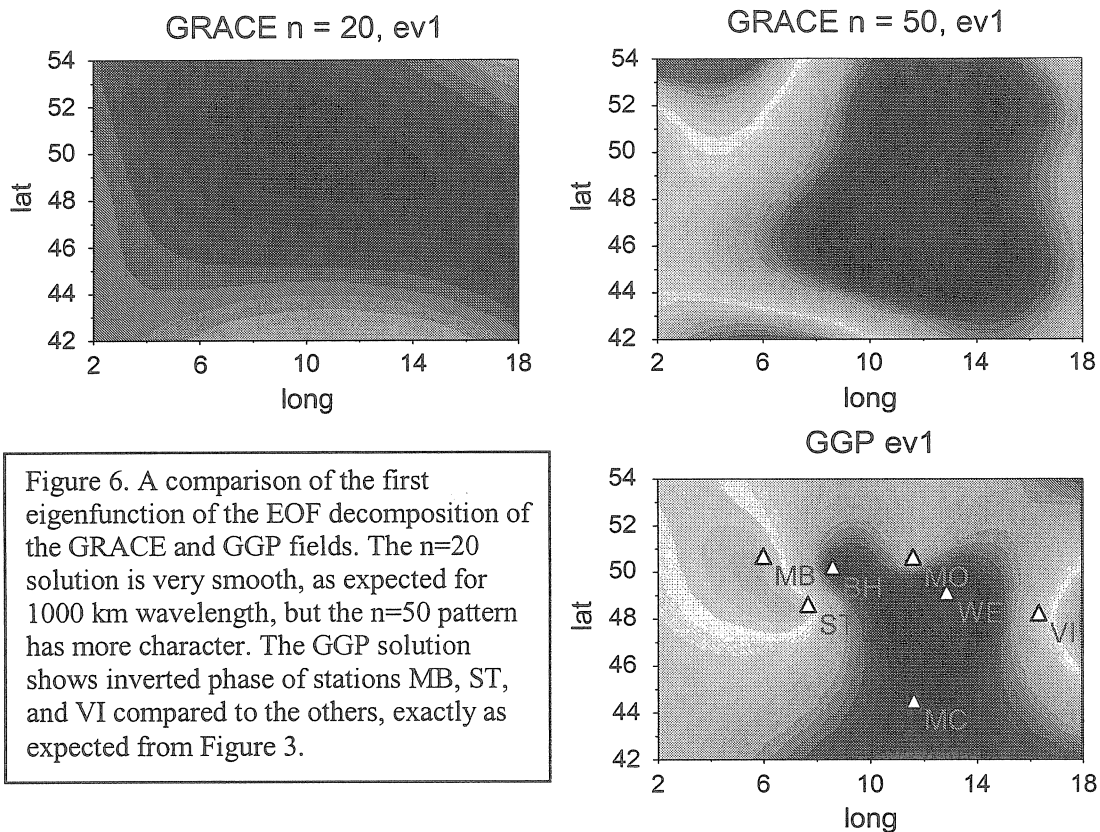 GRACE n = 20, ev1
54
52
50
48
46
44
42
lat
2
6
10
14
18
long
GRACE n = 50, ev1
54
52
50
48
46
44
42
lat
2
6
10
14
18
long
Figure 6. A comparison of the first
eigenfunction of the EOF decomposition of
the GRACE and GGP fields. The n=20
solution is very smooth, as expected for
1000 km wavelength, but the n=50 pattern
has more character. The GGP solution
shows inverted phase of stations MB, ST,
and VI compared to the others, exactly as
expected from Figure 3.
GGP ev1
54
52
50
48
46
44
42
lat
MB
BH
MO
WE
ST
VI
MC
2
6
10
14
18
long